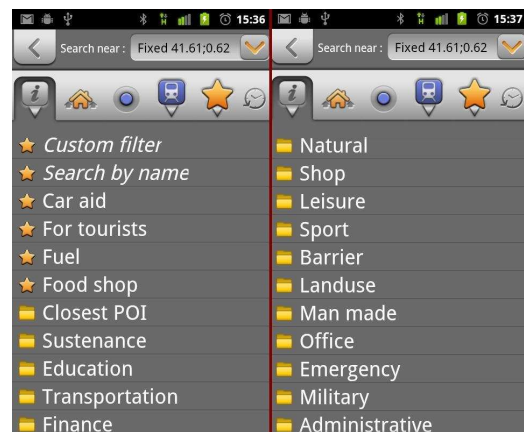 15:36
Search near : Fixed 41.61;0.62
Custom filter
Search by name
Car aid
For tourists
Fuel
Food shop
Closest POI
Sustenance
Education
Transportation
Finance
15:37
Search near : Fixed 41.61;0.62
Natural
Shop
Leisure
Sport
Barrier
Landuse
Man made
Office
Emergency
Military
Administrative